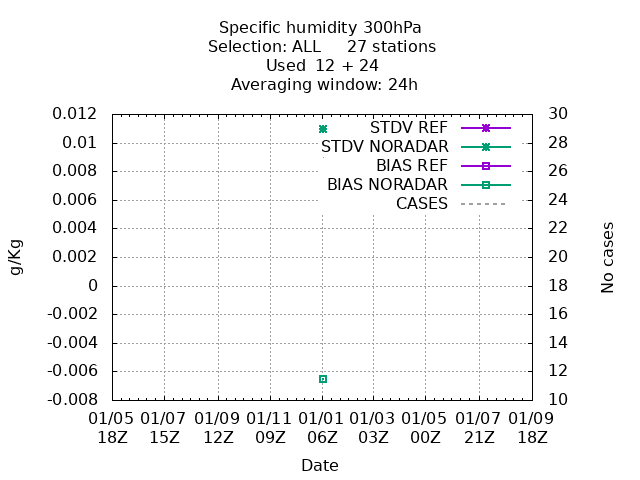 Specific humidity 300hPa
Selection: ALL     27 stations
Used  12 + 24
Averaging window: 24h
0.012
0.01
0.008
0.006
0.004
0.002
0
-0.002
-0.004
-0.006
-0.008
g/Kg
STDV REF
STDV NORADAR
BIAS REF
BIAS NORADAR
CASES
30
28
26
24
22
20
18
16
14
12
10
No cases
01/05 01/07 01/09 01/11 01/01 01/03 01/05 01/07 01/09
18Z 15Z 12Z 09Z 06Z 03Z 00Z 21Z 18Z
Date